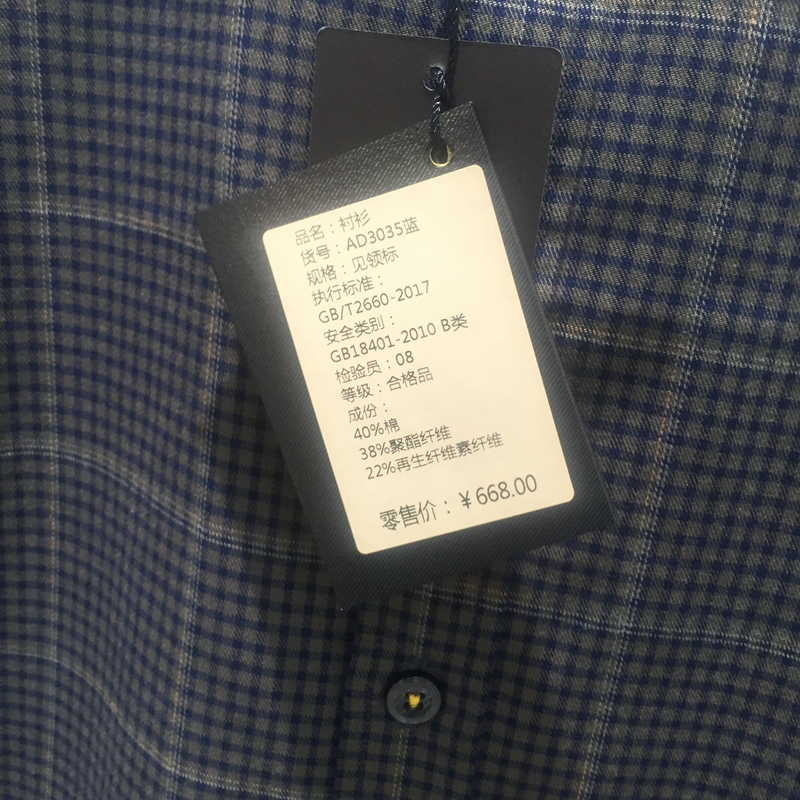 品名：衬衫
货号：AD3035蓝
规格：见领标
执行标准：
GB/T2660-2017
安全类别：
GB18401-2010 B类
检验员：08
等级：合格品
成份：
40%棉
38%聚酯纤维
22%再生纤维素纤维
零售价：￥668.00